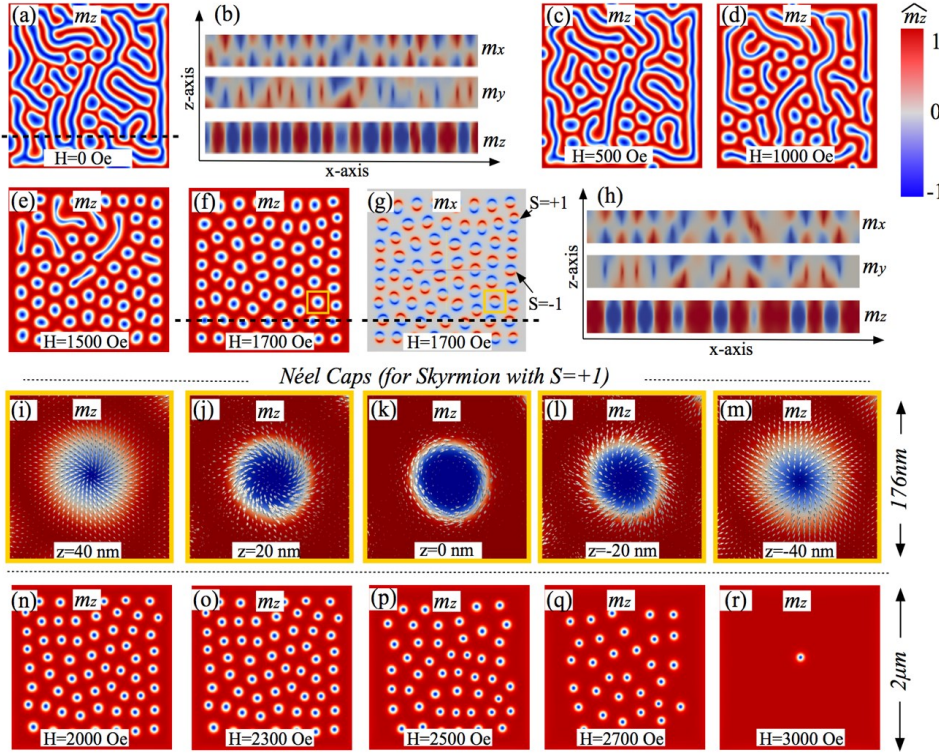 (a) mz
H=0 Oe
(b)
z-axis
mx
my
mz
x-axis
(c) mz
H=500 Oe
(d) mz
H=1000 Oe
m̂z
1
0
-1
(e) mz
H=1500 Oe
(f) mz
H=1700 Oe
(g) mx
S=+1
S=-1
H=1700 Oe
(h)
z-axis
mx
my
mz
x-axis
Néel Caps (for Skyrmion with S=+1)
(i) mz
z=40 nm
(j) mz
z=20 nm
(k) mz
z=0 nm
(l) mz
z=-20 nm
(m) mz
z=-40 nm
176nm
(n) mz
H=2000 Oe
(o) mz
H=2300 Oe
(p) mz
H=2500 Oe
(q) mz
H=2700 Oe
(r) mz
H=3000 Oe
2μm